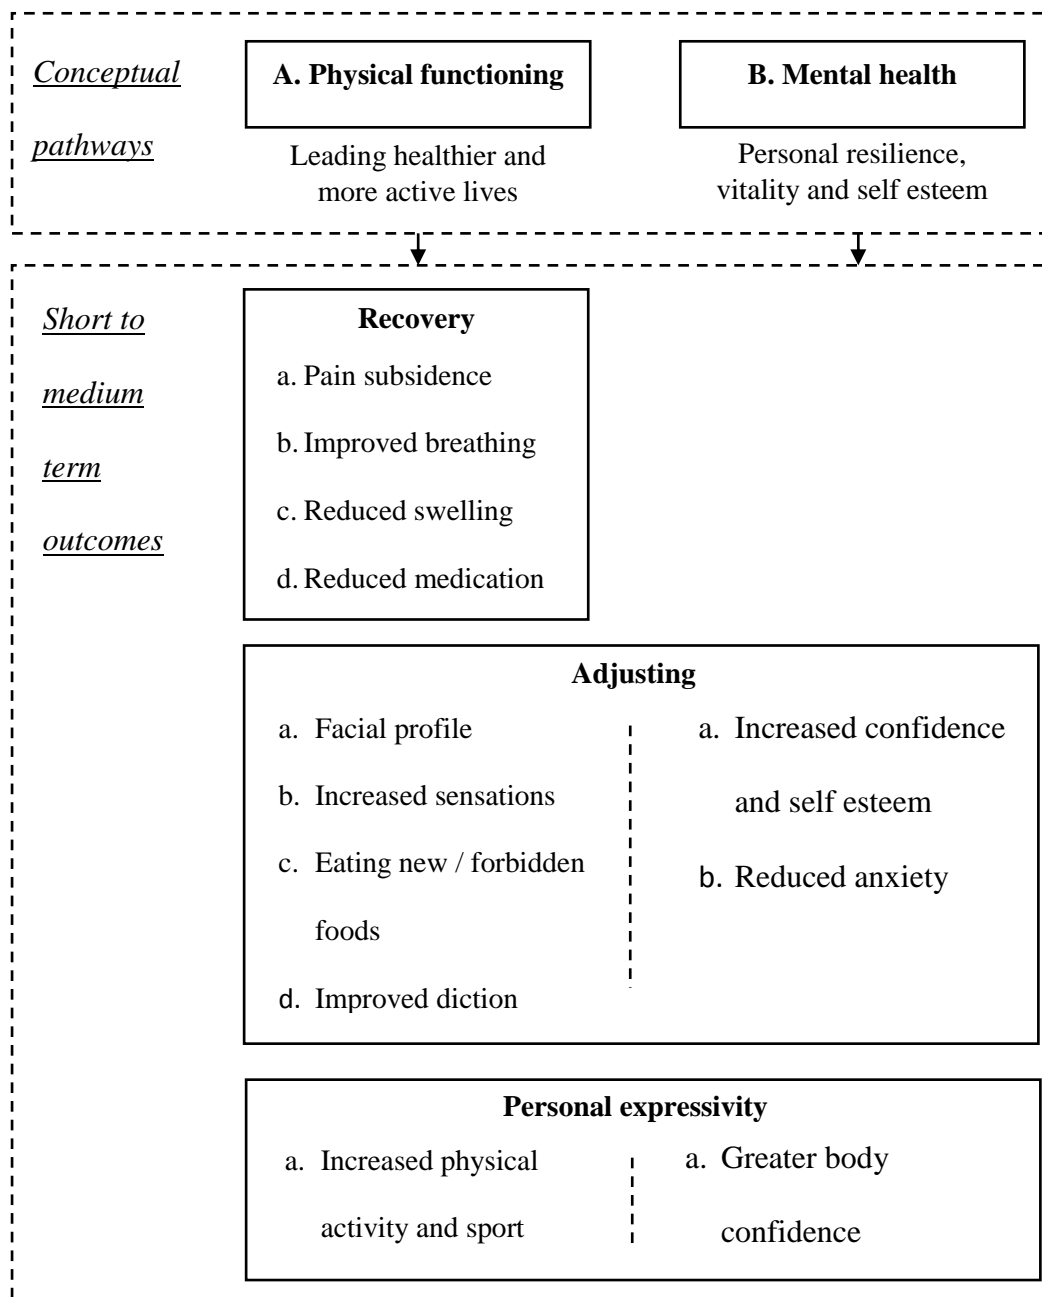 Conceptual
pathways
A. Physical functioning
Leading healthier and
more active lives
B. Mental health
Personal resilience,
vitality and self esteem
Short to
medium
term
outcomes
Recovery
a. Pain subsidence
b. Improved breathing
c. Reduced swelling
d. Reduced medication
Adjusting
a. Facial profile
b. Increased sensations
c. Eating new / forbidden
foods
d. Improved diction
a. Increased confidence
and self esteem
b. Reduced anxiety
Personal expressivity
a. Increased physical
activity and sport
a. Greater body
confidence